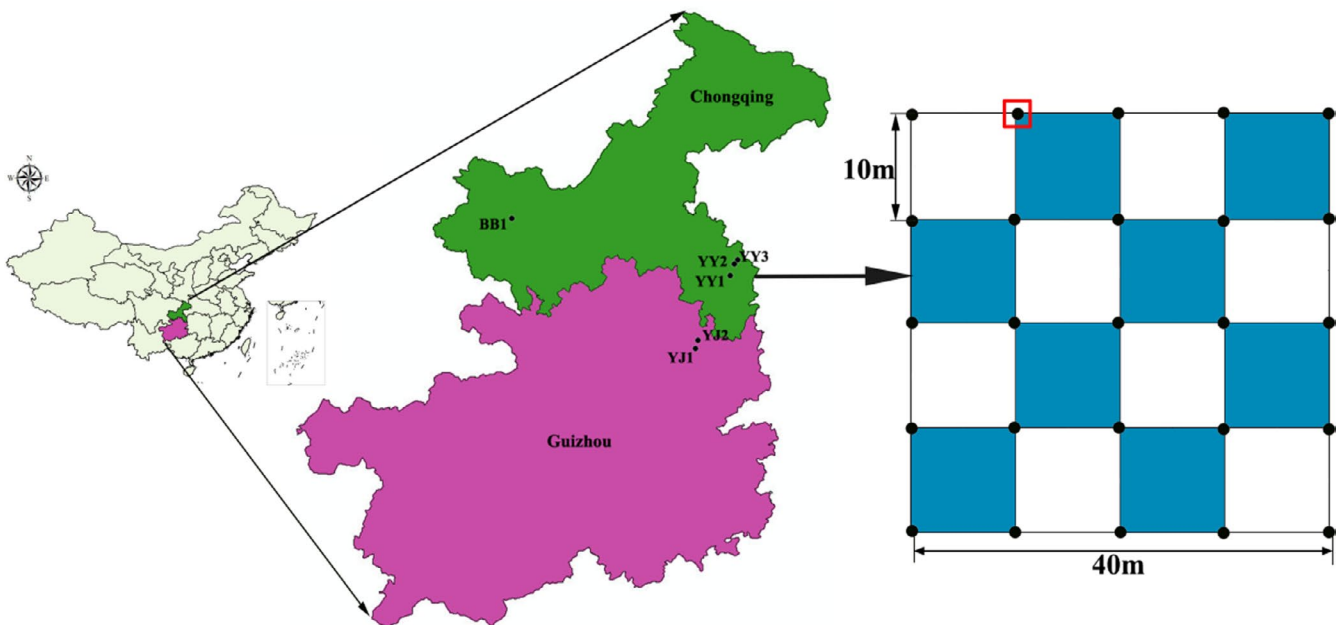 N
W E
S
Chongqing
BB1
YY3
YY2
YY1
YJ2
YJ1
Guizhou
10m
40m